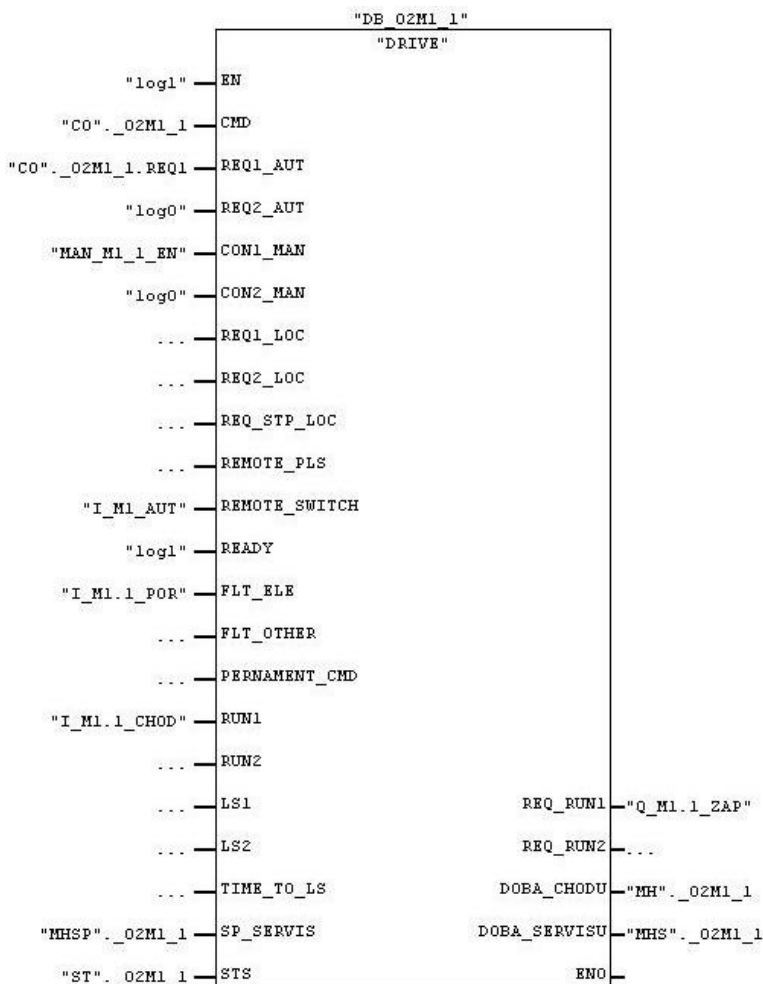 "DB_02M1_1"
"DRIVE"
"log1" EN
"CO"._02M1_1 CMD
"CO"._02M1_1.REQ1 REQ1_AUT
"log0" REQ2_AUT
"MAN_M1_1_EN" CON1_MAN
"log0" CON2_MAN
... REQ1_LOC
... REQ2_LOC
... REQ_STP_LOC
... REMOTE_PLS
"I_M1_AUT" REMOTE_SWITCH
"log1" READY
"I_M1.1_POR" FLT_ELE
... FLT_OTHER
... PERNAMENT_CMD
"I_M1.1_CHOD" RUN1
... RUN2
... LS1 REQ_RUN1 "Q_M1.1_ZAP"
... LS2 REQ_RUN2 ...
... TIME_TO_LS DOBA_CHODU "MH"._02M1_1
"MHSP"._02M1_1 SP_SERVIS DOBA_SERVISU "MHS"._02M1_1
"ST"._02M1_1 STS ENO